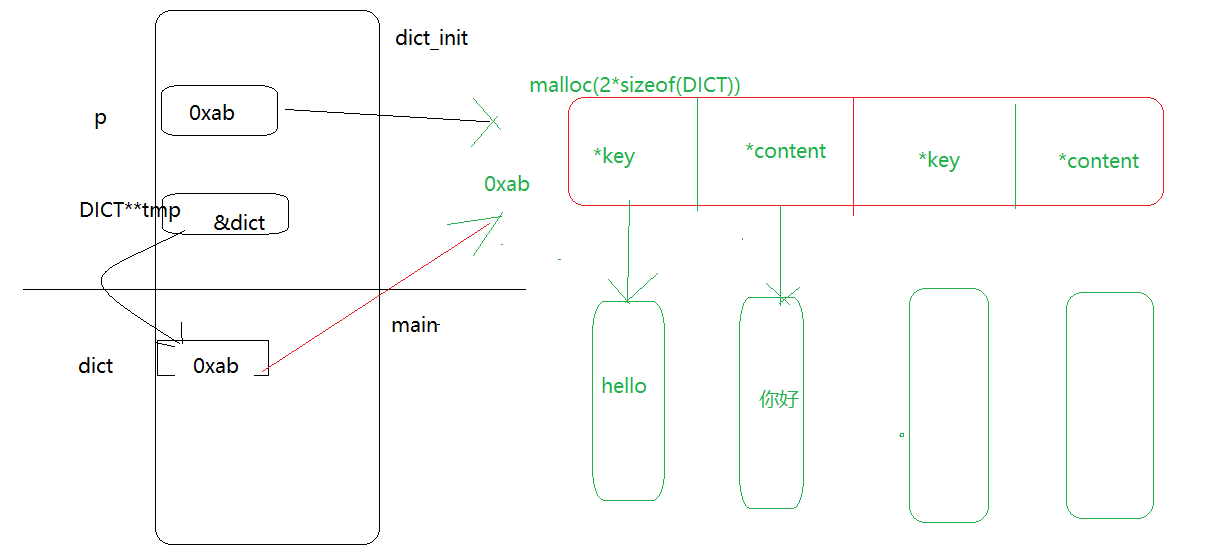 dict_init
malloc(2*sizeof(DICT))
p
0xab
*key
*content
*key
*content
0xab
DICT**tmp
&dict
main
dict
0xab
hello
你好